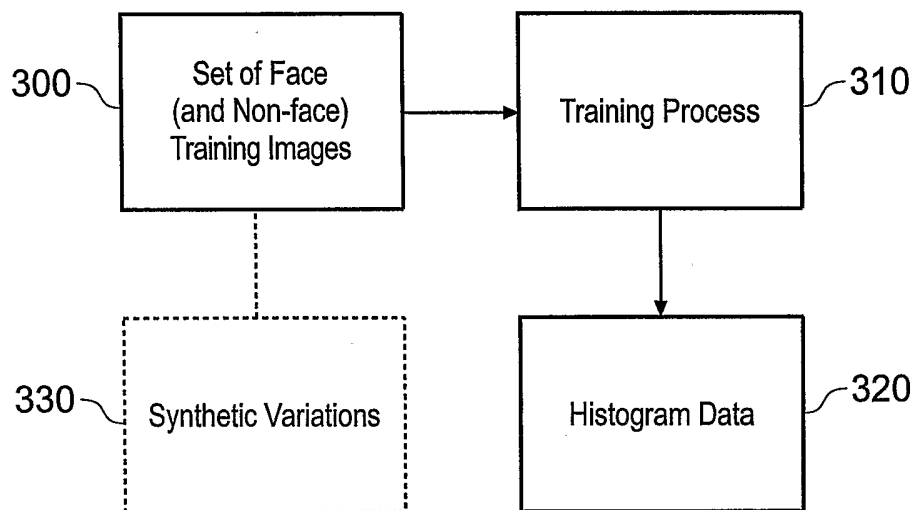 300
Set of Face
(and Non-face)
Training Images
Training Process
310
330
Synthetic Variations
Histogram Data
320